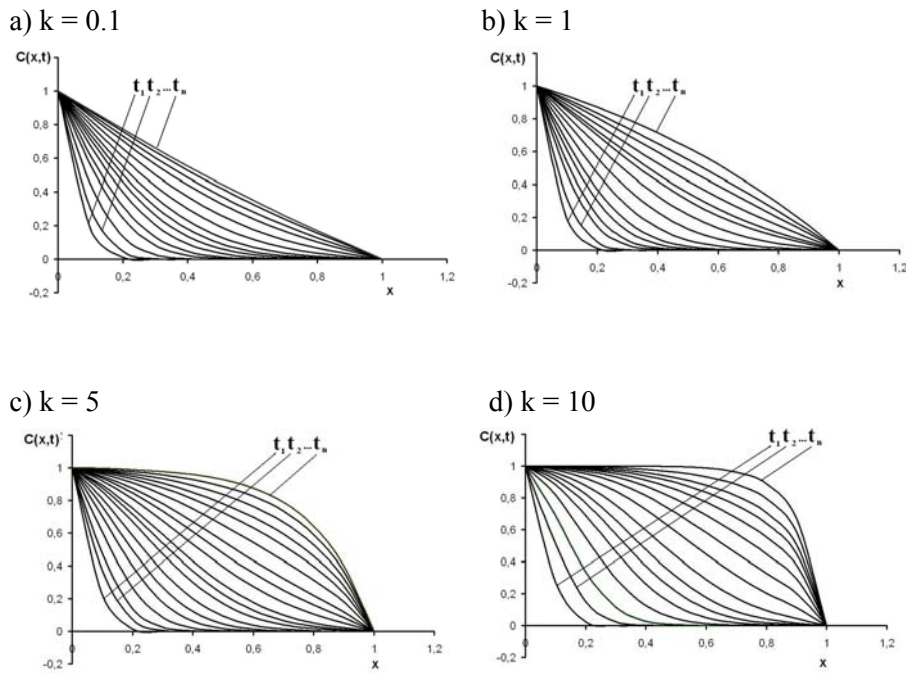 a) k = 0.1
C(x,t)
t₁ t₂ ... tₙ
1
0,8
0,6
0,4
0,2
0
-0,2
0 0,2 0,4 0,6 0,8 1 1,2
x
b) k = 1
C(x,t)
t₁ t₂ ... tₙ
1
0,8
0,6
0,4
0,2
0
-0,2
0 0,2 0,4 0,6 0,8 1 1,2
x
c) k = 5
C(x,t)
t₁ t₂ ... tₙ
1
0,8
0,6
0,4
0,2
0
-0,2
0 0,2 0,4 0,6 0,8 1 1,2
x
d) k = 10
C(x,t)
t₁ t₂ ... tₙ
1
0,8
0,6
0,4
0,2
0
-0,2
0 0,2 0,4 0,6 0,8 1 1,2
x